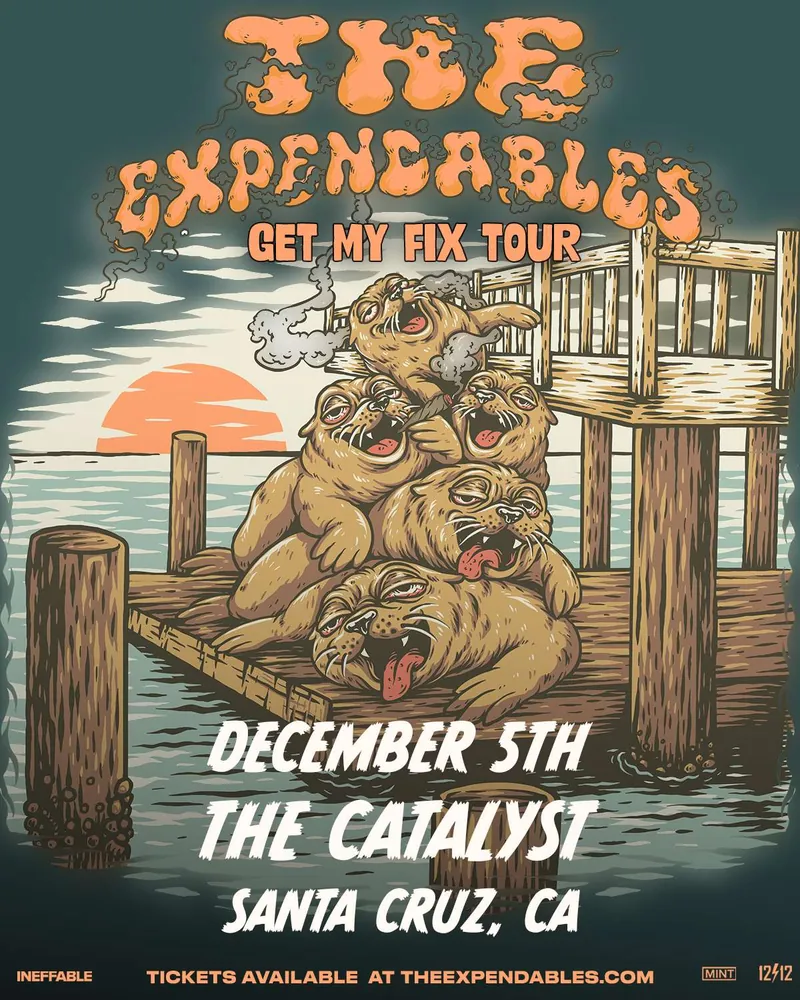 THE
EXPENDABLES
GET MY FIX TOUR
DECEMBER 5TH
THE CATALYST
SANTA CRUZ, CA
INEFFABLE TICKETS AVAILABLE AT THEEXPENDABLES.COM MINT 12/12